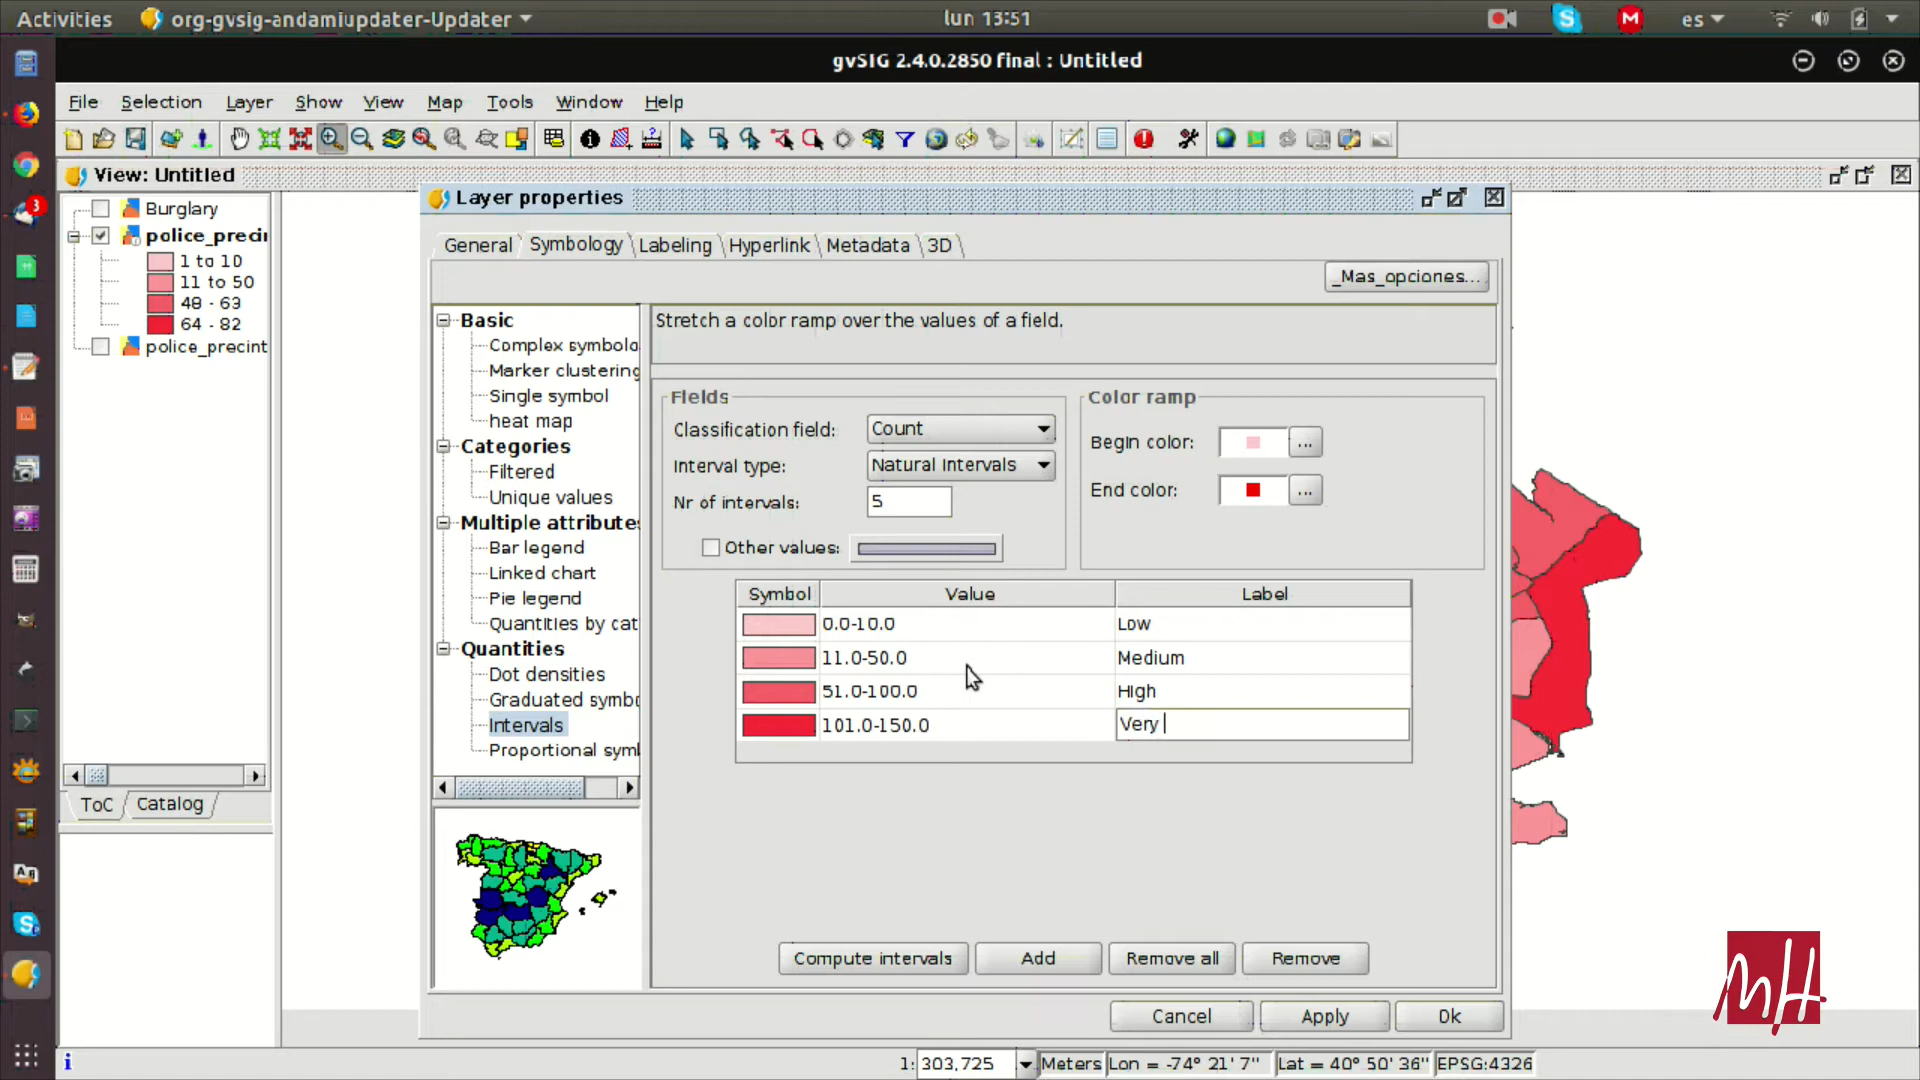 Activities org-gvsig-andamiupdater-Updater lun 13:51 es
gvSIG 2.4.0.2850 final : Untitled
File Selection Layer Show View Map Tools Window Help
View: Untitled
Burglary
police_precin
1 to 10
11 to 50
48 - 63
64 - 82
police_precint
ToC Catalog
Layer properties
General Symbology Labeling Hyperlink Metadata 3D
_Mas_opciones...
Basic
Complex symbolo
Marker clustering
Single symbol
heat map
Categories
Filtered
Unique values
Multiple attributes
Bar legend
Linked chart
Pie legend
Quantities by cat
Quantities
Dot densities
Graduated symbo
Intervals
Proportional sym
Stretch a color ramp over the values of a field.
Fields
Classification field: Count
Interval type: Natural Intervals
Nr of intervals: 5
Other values:
Color ramp
Begin color: ...
End color: ...
Symbol Value Label
0.0-10.0 Low
11.0-50.0 Medium
51.0-100.0 HIgh
101.0-150.0 Very
Compute intervals Add Remove all Remove
Cancel Apply Ok
MH
1: 303,725 Meters Lon = -74° 21' 7'' Lat = 40° 50' 36'' EPSG:4326
3